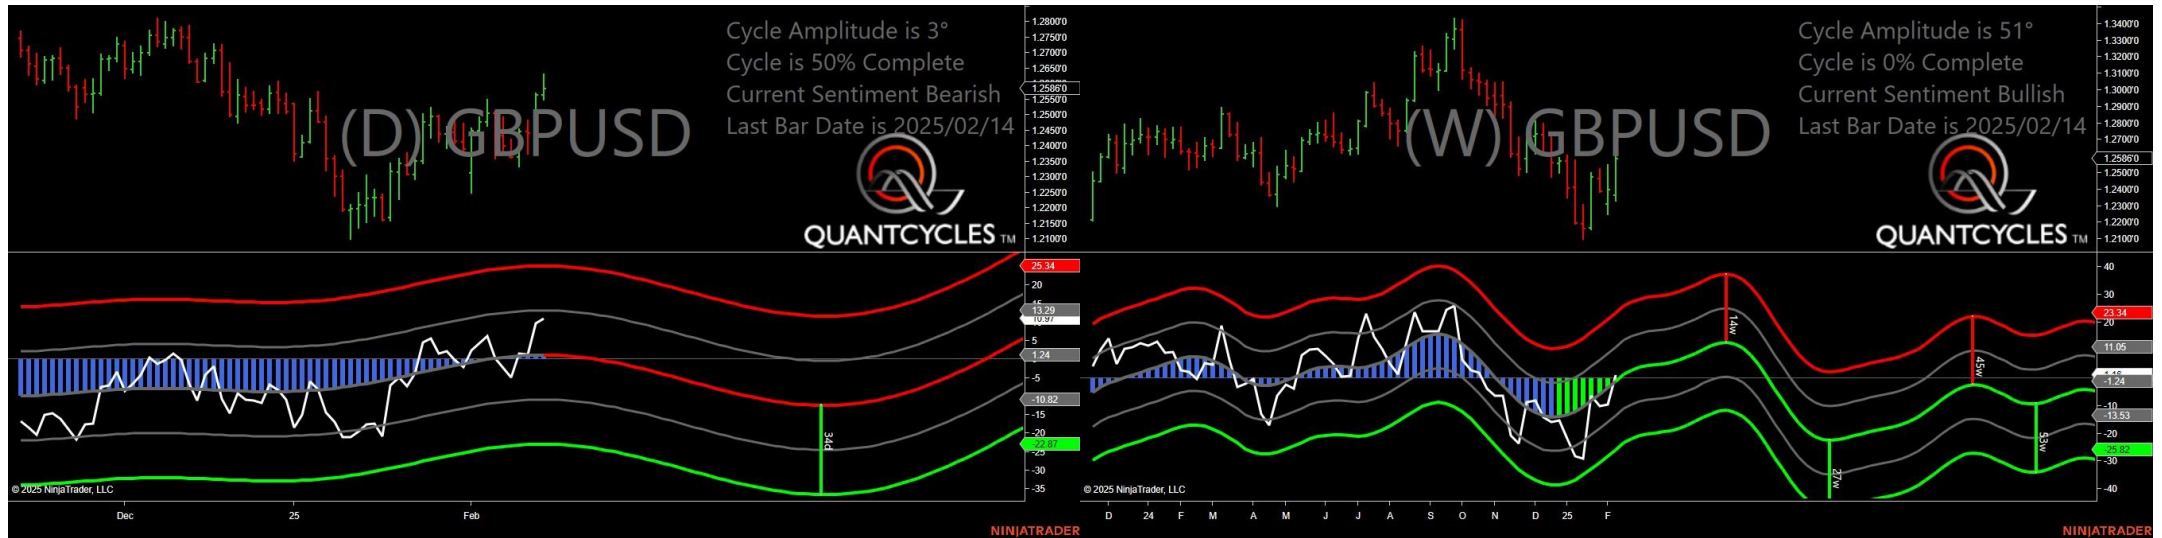 Cycle Amplitude is 3°
Cycle is 50% Complete
Current Sentiment Bearish
Last Bar Date is 2025/02/14
(D) GBPUSD
QUANTCYCLES TM
1.2800'0
1.2750'0
1.2700'0
1.2650'0
1.2586'0
1.2550'0
1.2500'0
1.2450'0
1.2400'0
1.2350'0
1.2300'0
1.2250'0
1.2200'0
1.2150'0
1.2100'0
25.34
20
13.29
10.97
5
1.24
-5
-10.82
-15
-20
-22.87
-25
-30
-35
34d
© 2025 NinjaTrader, LLC
Dec
25
Feb
NINJATRADER
Cycle Amplitude is 51°
Cycle is 0% Complete
Current Sentiment Bullish
Last Bar Date is 2025/02/14
(W) GBPUSD
QUANTCYCLES TM
1.3400'0
1.3300'0
1.3200'0
1.3100'0
1.3000'0
1.2900'0
1.2800'0
1.2700'0
1.2586'0
1.2500'0
1.2400'0
1.2300'0
1.2200'0
1.2100'0
40
30
23.34
20
11.05
-1.24
-10
-13.53
-20
-25.82
-30
-40
14w
27w
45w
53w
© 2025 NinjaTrader, LLC
D
24
F
M
A
M
J
J
A
S
O
N
D
25
F
NINJATRADER